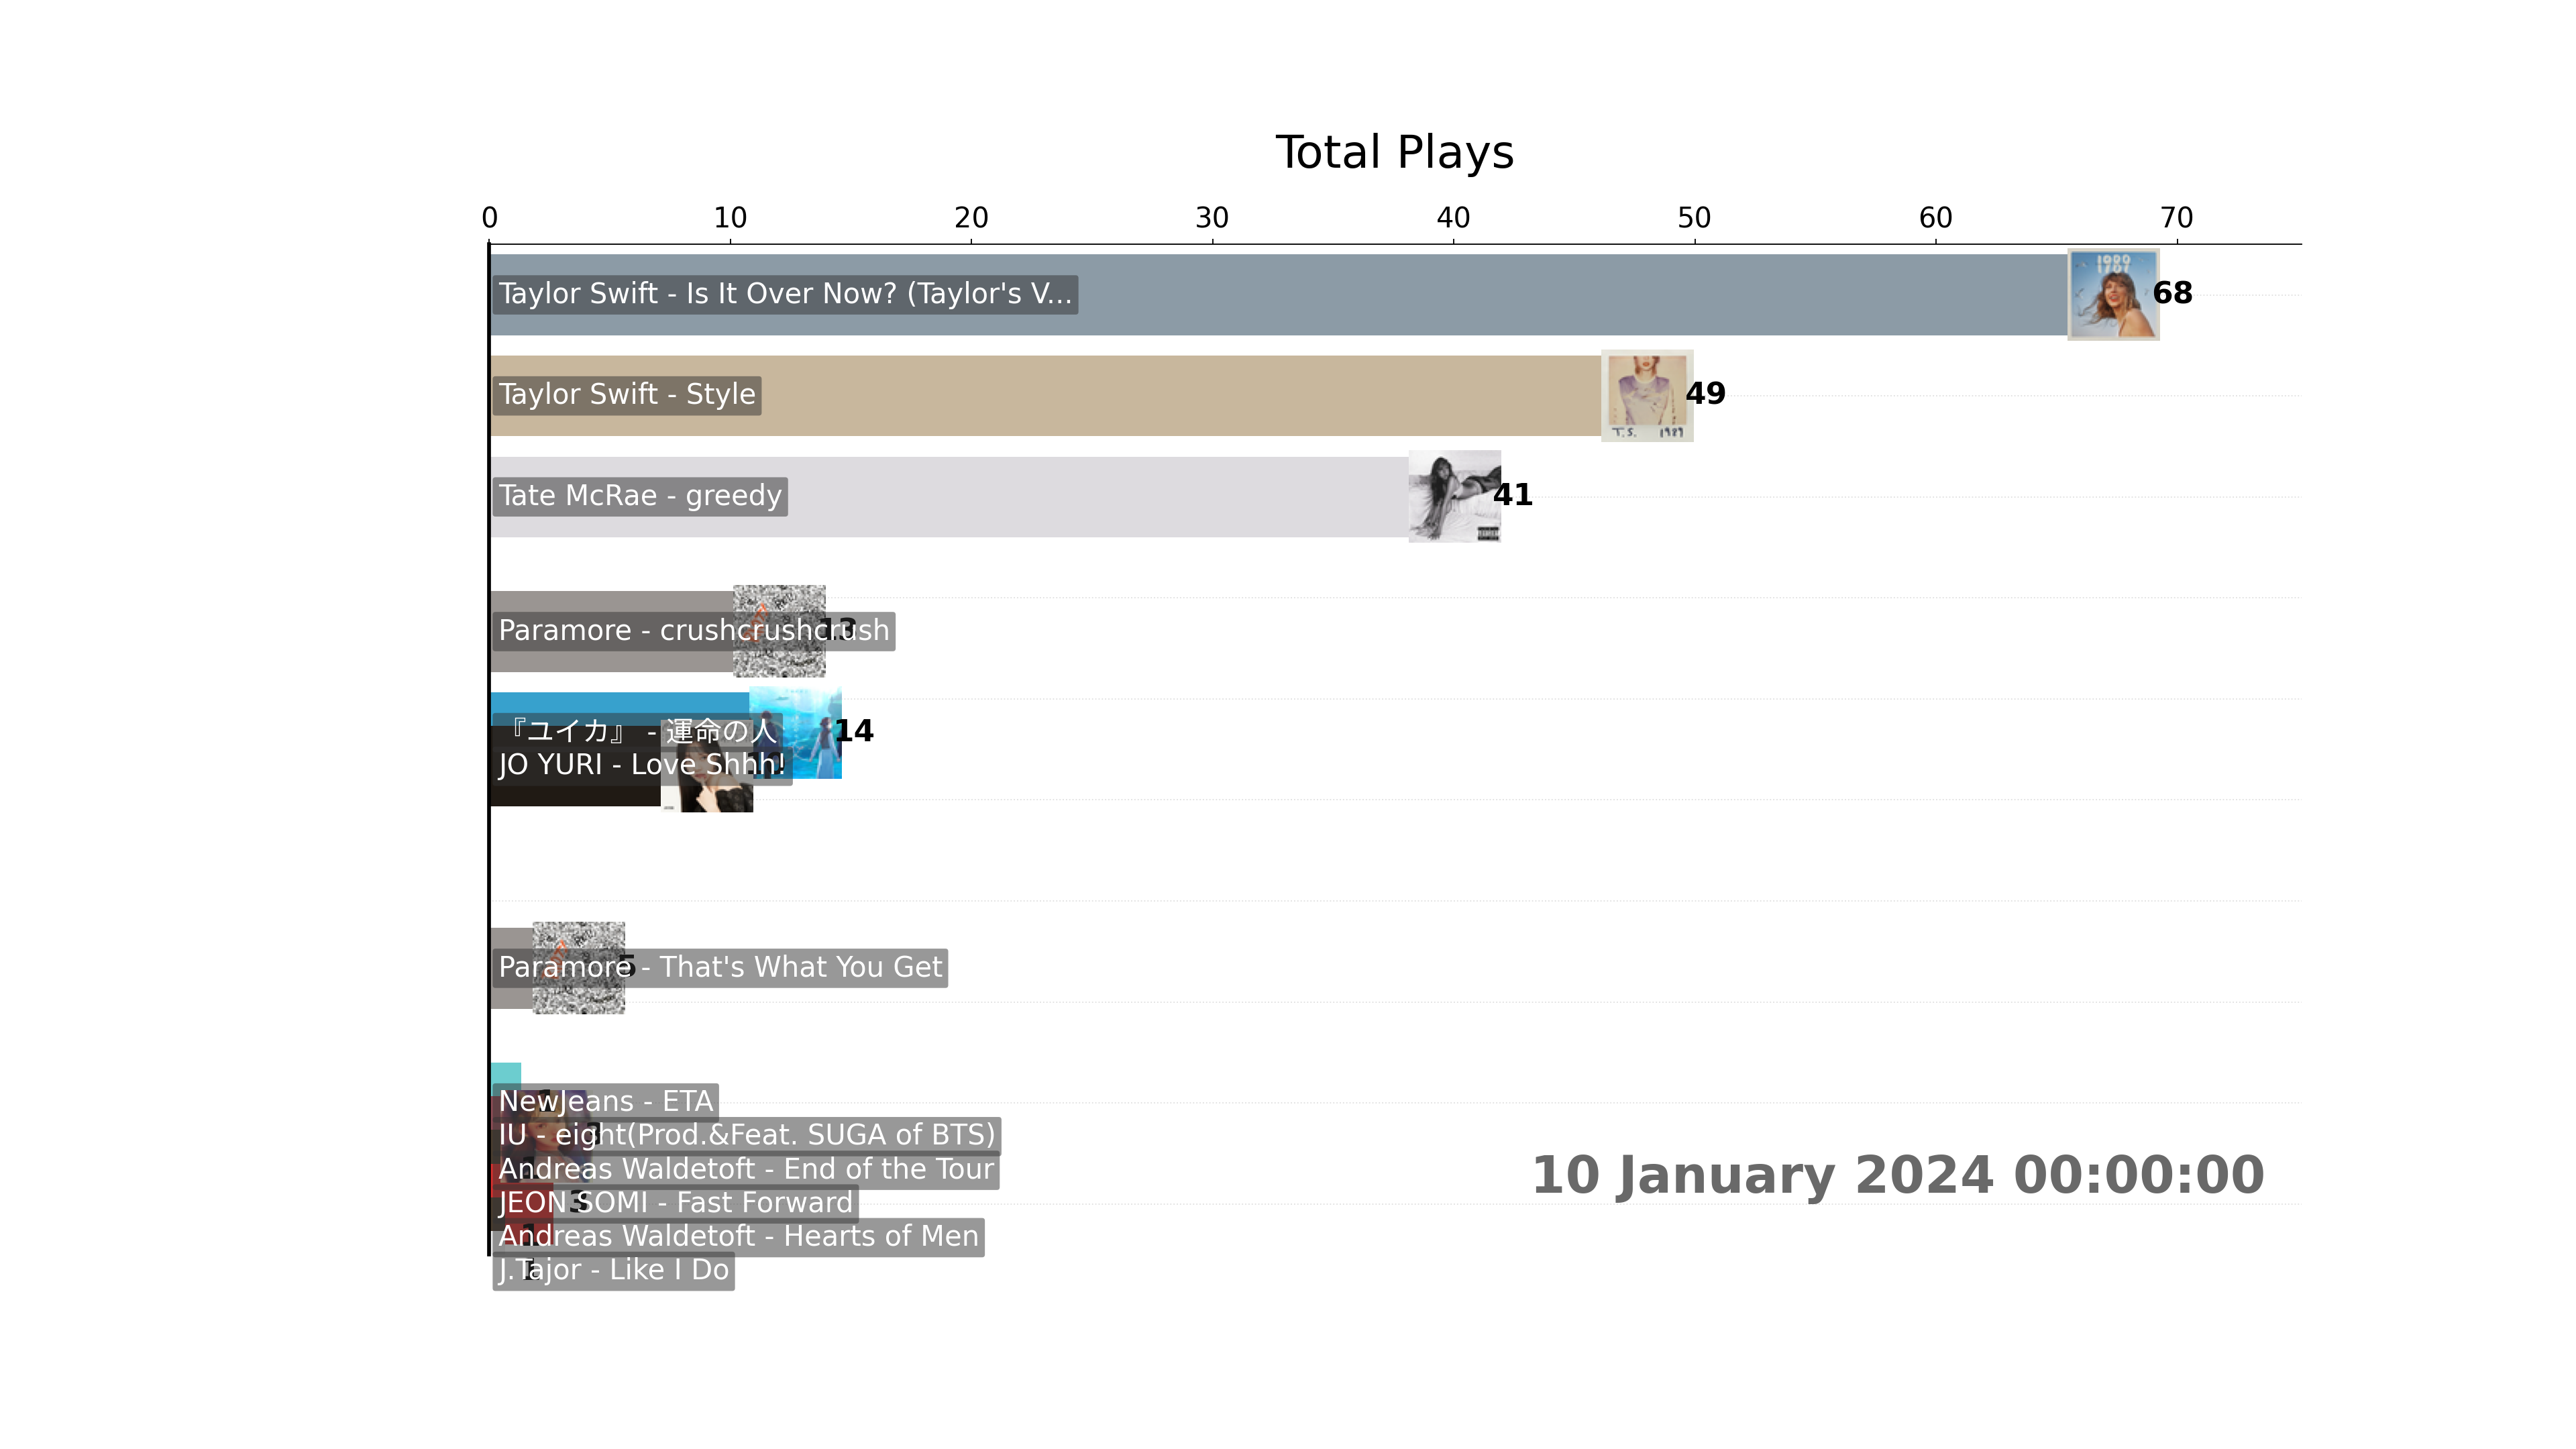 Total Plays
0 10 20 30 40 50 60 70
Taylor Swift - Is It Over Now? (Taylor's V... 68
Taylor Swift - Style 49
T.S. 1989
Tate McRae - greedy 41
Paramore - crushcrushcrush 13
『ユイカ』 - 運命の人 14
JO YURI - Love Shhh!
Paramore - That's What You Get 5
NewJeans - ETA
IU - eight(Prod.&Feat. SUGA of BTS) 3
Andreas Waldetoft - End of the Tour
JEON SOMI - Fast Forward 3
Andreas Waldetoft - Hearts of Men
J.Tajor - Like I Do
10 January 2024 00:00:00